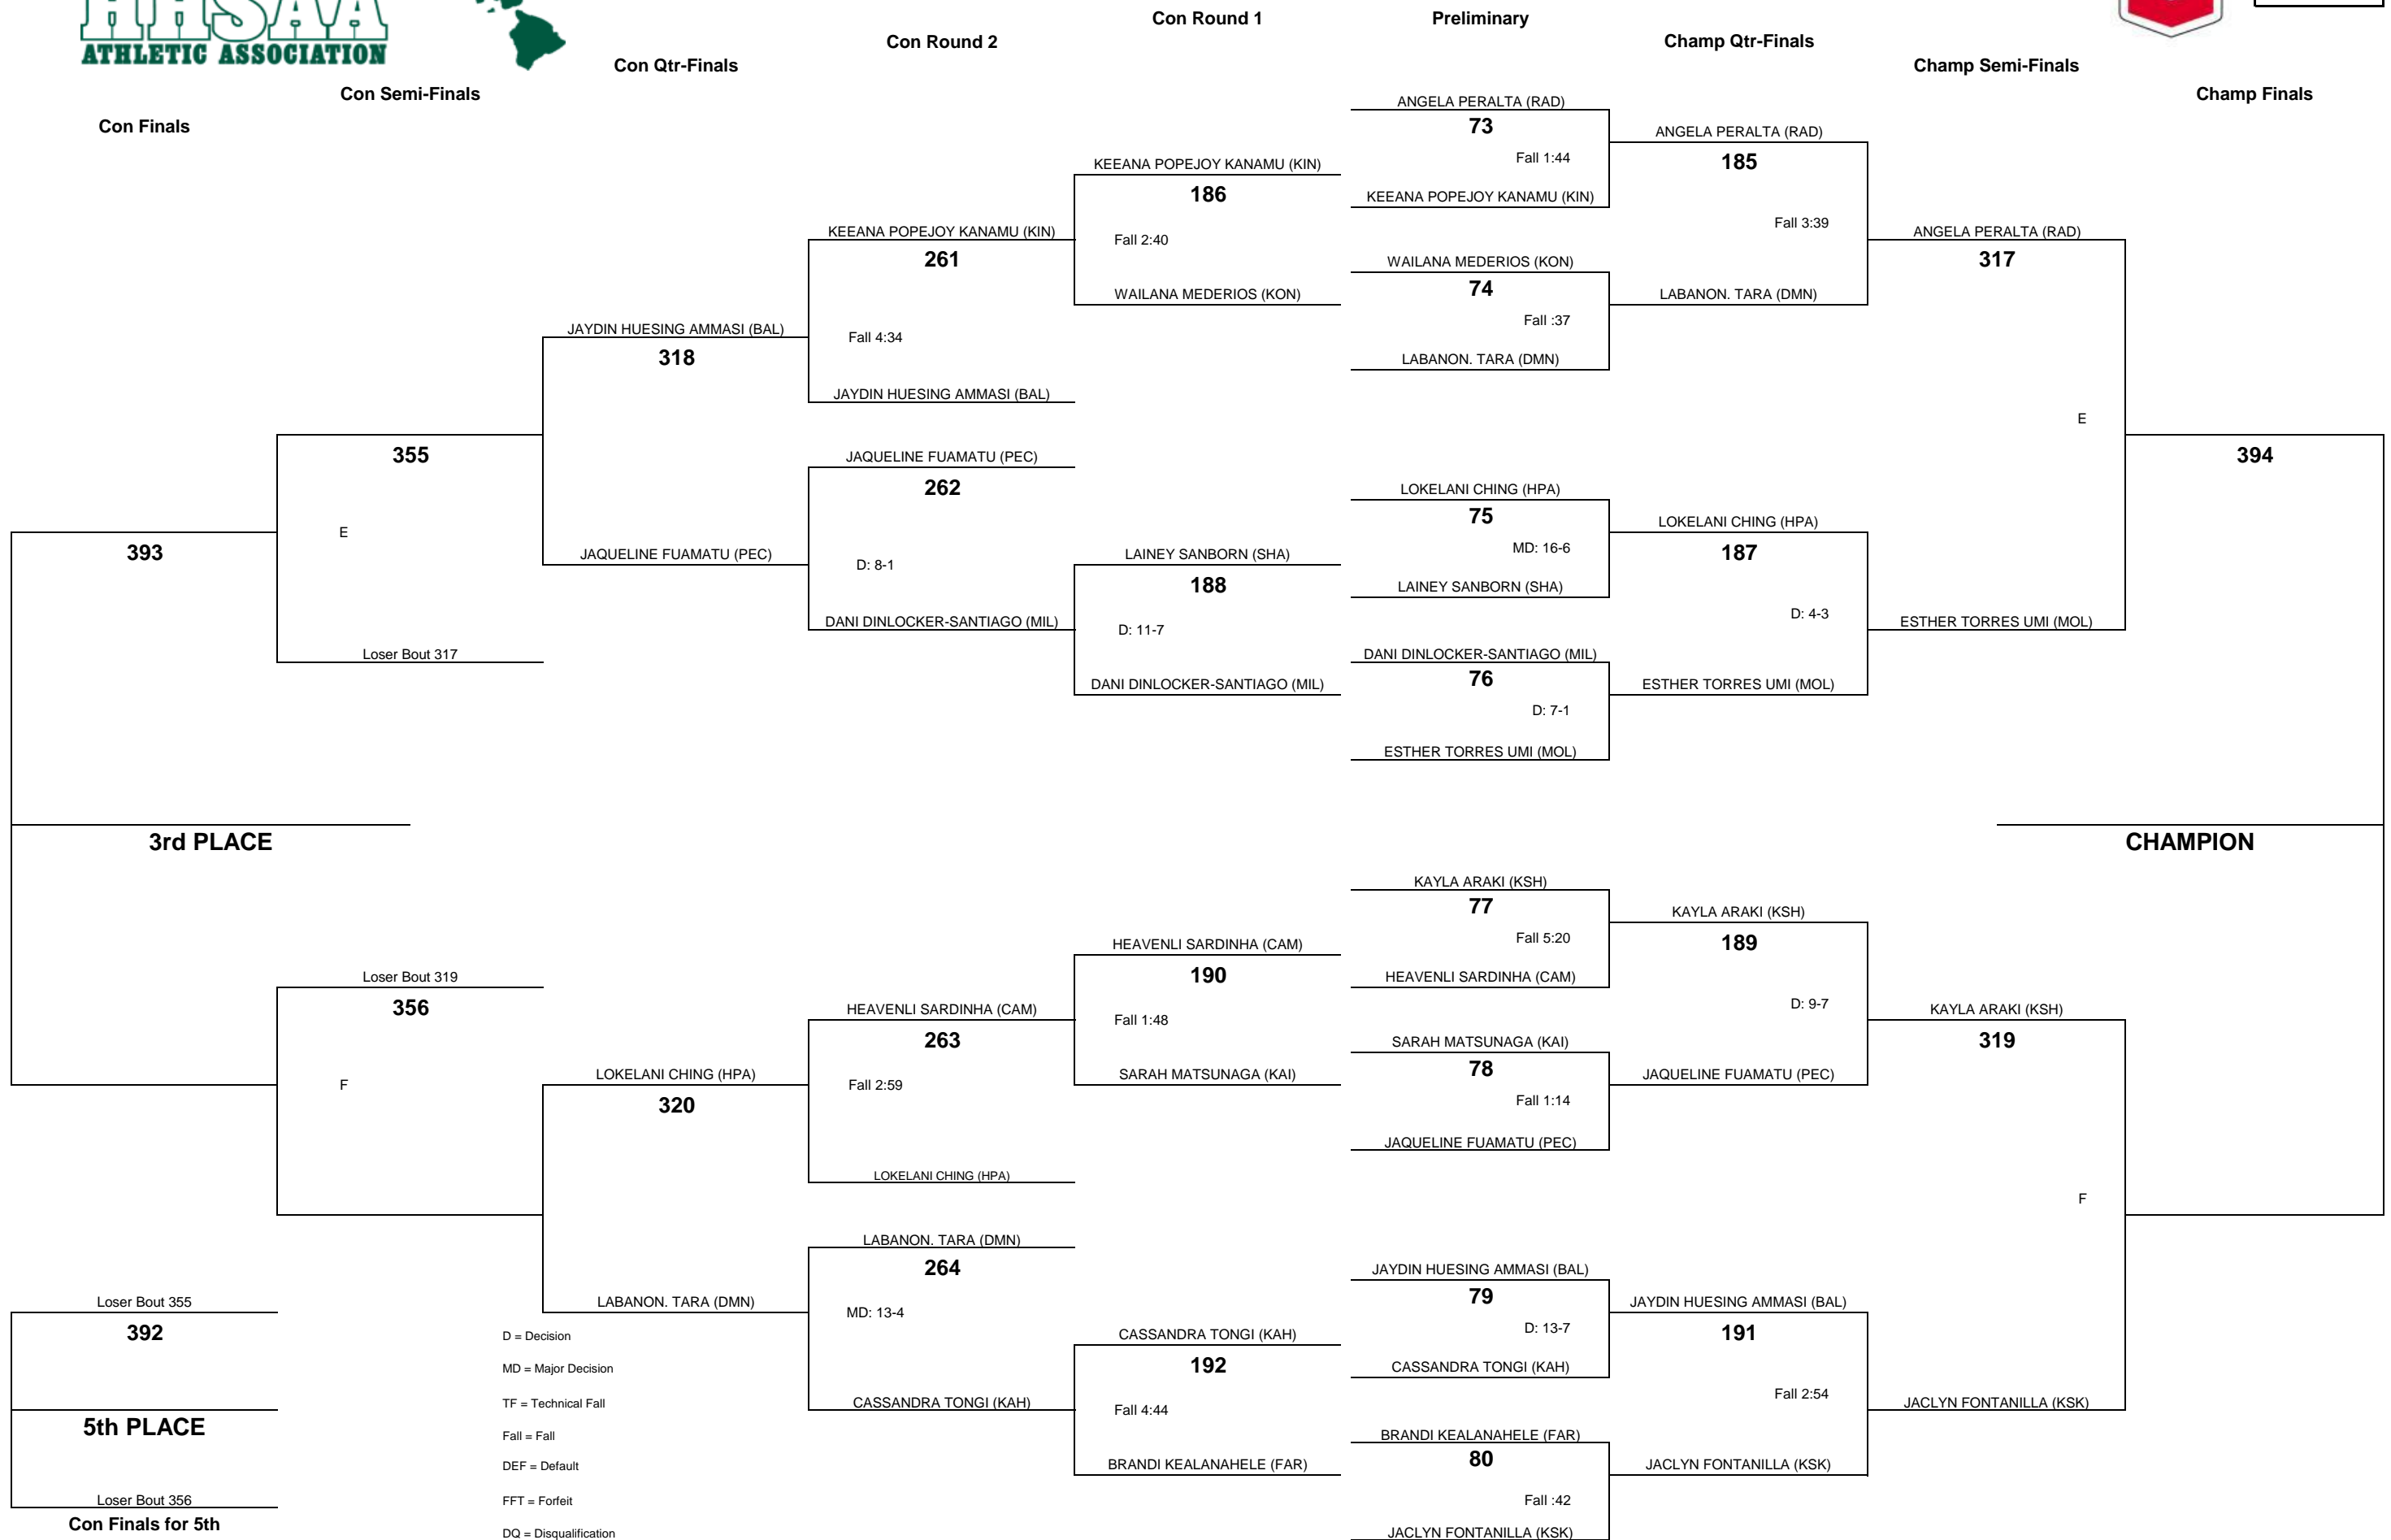 HHSAA
ATHLETIC ASSOCIATION
Con Finals
Con Semi-Finals
Con Qtr-Finals
Con Round 2
Con Round 1
Preliminary
Champ Qtr-Finals
Champ Semi-Finals
Champ Finals
ANGELA PERALTA (RAD)
73
Fall 1:44
KEEANA POPEJOY KANAMU (KIN)
WAILANA MEDERIOS (KON)
74
Fall :37
LABANON. TARA (DMN)
LOKELANI CHING (HPA)
75
MD: 16-6
LAINEY SANBORN (SHA)
DANI DINLOCKER-SANTIAGO (MIL)
76
D: 7-1
ESTHER TORRES UMI (MOL)
KAYLA ARAKI (KSH)
77
Fall 5:20
HEAVENLI SARDINHA (CAM)
SARAH MATSUNAGA (KAI)
78
Fall 1:14
JAQUELINE FUAMATU (PEC)
JAYDIN HUESING AMMASI (BAL)
79
D: 13-7
CASSANDRA TONGI (KAH)
BRANDI KEALANAHELE (FAR)
80
Fall :42
JACLYN FONTANILLA (KSK)
ANGELA PERALTA (RAD)
185
Fall 3:39
LABANON. TARA (DMN)
LOKELANI CHING (HPA)
187
D: 4-3
ESTHER TORRES UMI (MOL)
KAYLA ARAKI (KSH)
189
D: 9-7
JAQUELINE FUAMATU (PEC)
JAYDIN HUESING AMMASI (BAL)
191
Fall 2:54
JACLYN FONTANILLA (KSK)
ANGELA PERALTA (RAD)
317
E
ESTHER TORRES UMI (MOL)
KAYLA ARAKI (KSH)
319
F
JACLYN FONTANILLA (KSK)
394
CHAMPION
KEEANA POPEJOY KANAMU (KIN)
186
Fall 2:40
WAILANA MEDERIOS (KON)
LAINEY SANBORN (SHA)
188
D: 11-7
DANI DINLOCKER-SANTIAGO (MIL)
HEAVENLI SARDINHA (CAM)
190
Fall 1:48
SARAH MATSUNAGA (KAI)
CASSANDRA TONGI (KAH)
192
Fall 4:44
BRANDI KEALANAHELE (FAR)
KEEANA POPEJOY KANAMU (KIN)
261
Fall 4:34
JAYDIN HUESING AMMASI (BAL)
JAQUELINE FUAMATU (PEC)
262
D: 8-1
DANI DINLOCKER-SANTIAGO (MIL)
HEAVENLI SARDINHA (CAM)
263
Fall 2:59
LOKELANI CHING (HPA)
LABANON. TARA (DMN)
264
MD: 13-4
CASSANDRA TONGI (KAH)
JAYDIN HUESING AMMASI (BAL)
318
JAQUELINE FUAMATU (PEC)
LOKELANI CHING (HPA)
320
LABANON. TARA (DMN)
355
E
Loser Bout 317
Loser Bout 319
356
F
393
3rd PLACE
Loser Bout 355
392
5th PLACE
Loser Bout 356
Con Finals for 5th
D = Decision
MD = Major Decision
TF = Technical Fall
Fall = Fall
DEF = Default
FFT = Forfeit
DQ = Disqualification